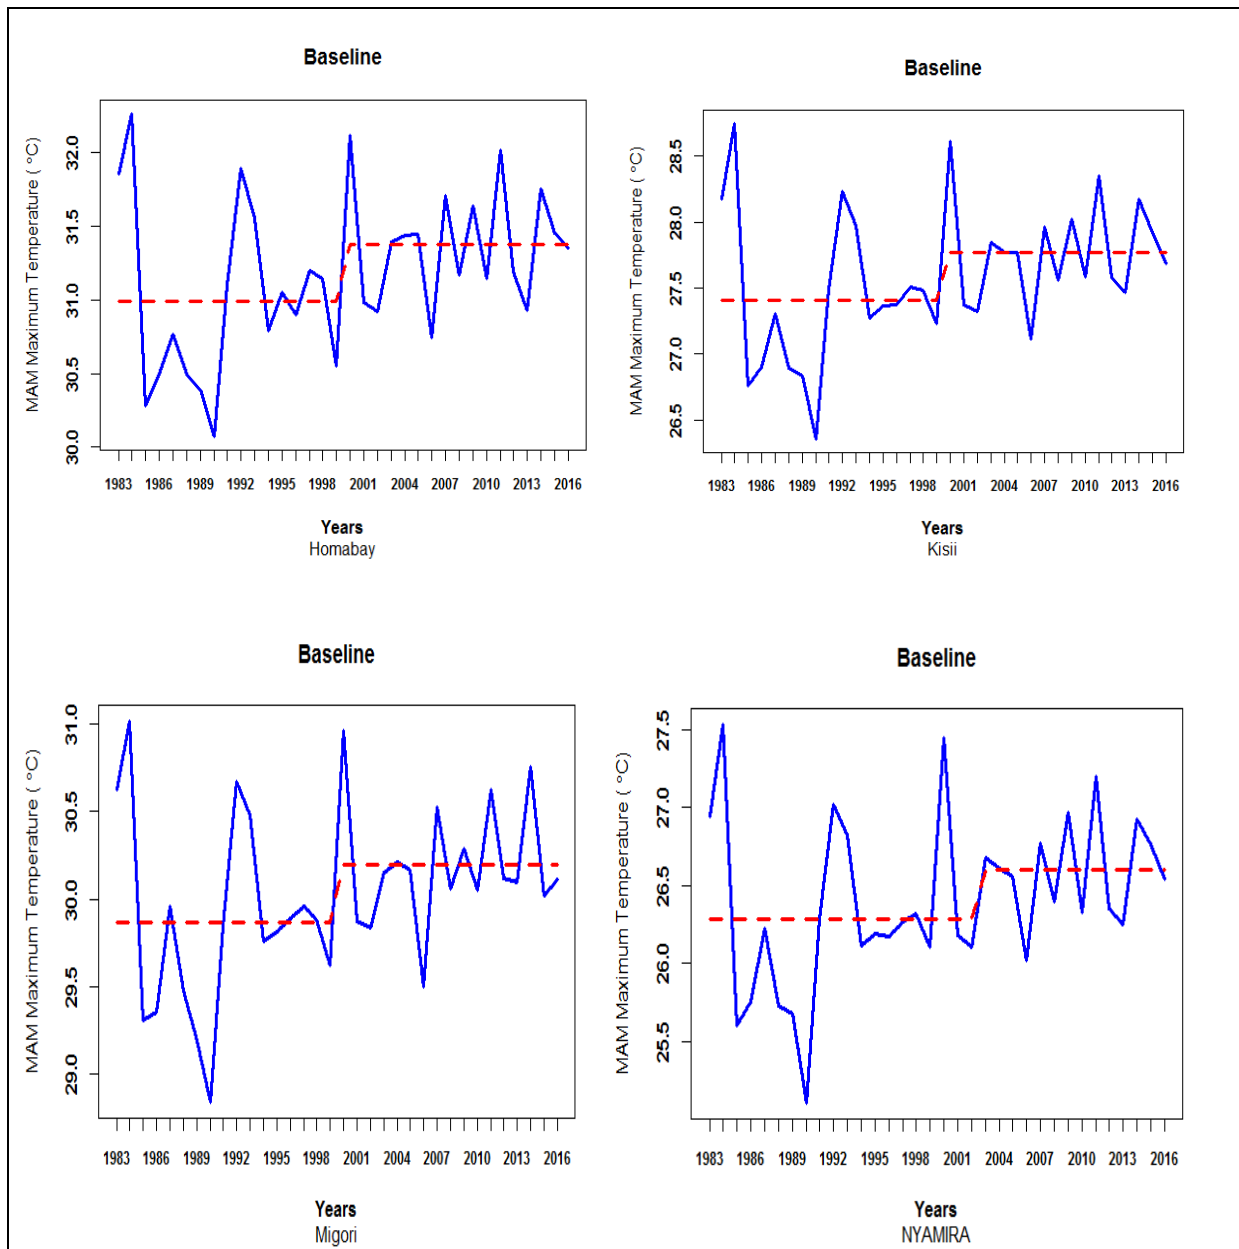 Baseline
MAM Maximum Temperature ( °C)
32.0
31.5
31.0
30.5
30.0
1983 1986 1989 1992 1995 1998 2001 2004 2007 2010 2013 2016
Years
Homabay
Baseline
MAM Maximum Temperature ( °C)
28.5
28.0
27.5
27.0
26.5
1983 1986 1989 1992 1995 1998 2001 2004 2007 2010 2013 2016
Years
Kisii
Baseline
MAM Maximum Temperature ( °C)
31.0
30.5
30.0
29.5
29.0
1983 1986 1989 1992 1995 1998 2001 2004 2007 2010 2013 2016
Years
Migori
Baseline
MAM Maximum Temperature ( °C)
27.5
27.0
26.5
26.0
25.5
1983 1986 1989 1992 1995 1998 2001 2004 2007 2010 2013 2016
Years
NYAMIRA